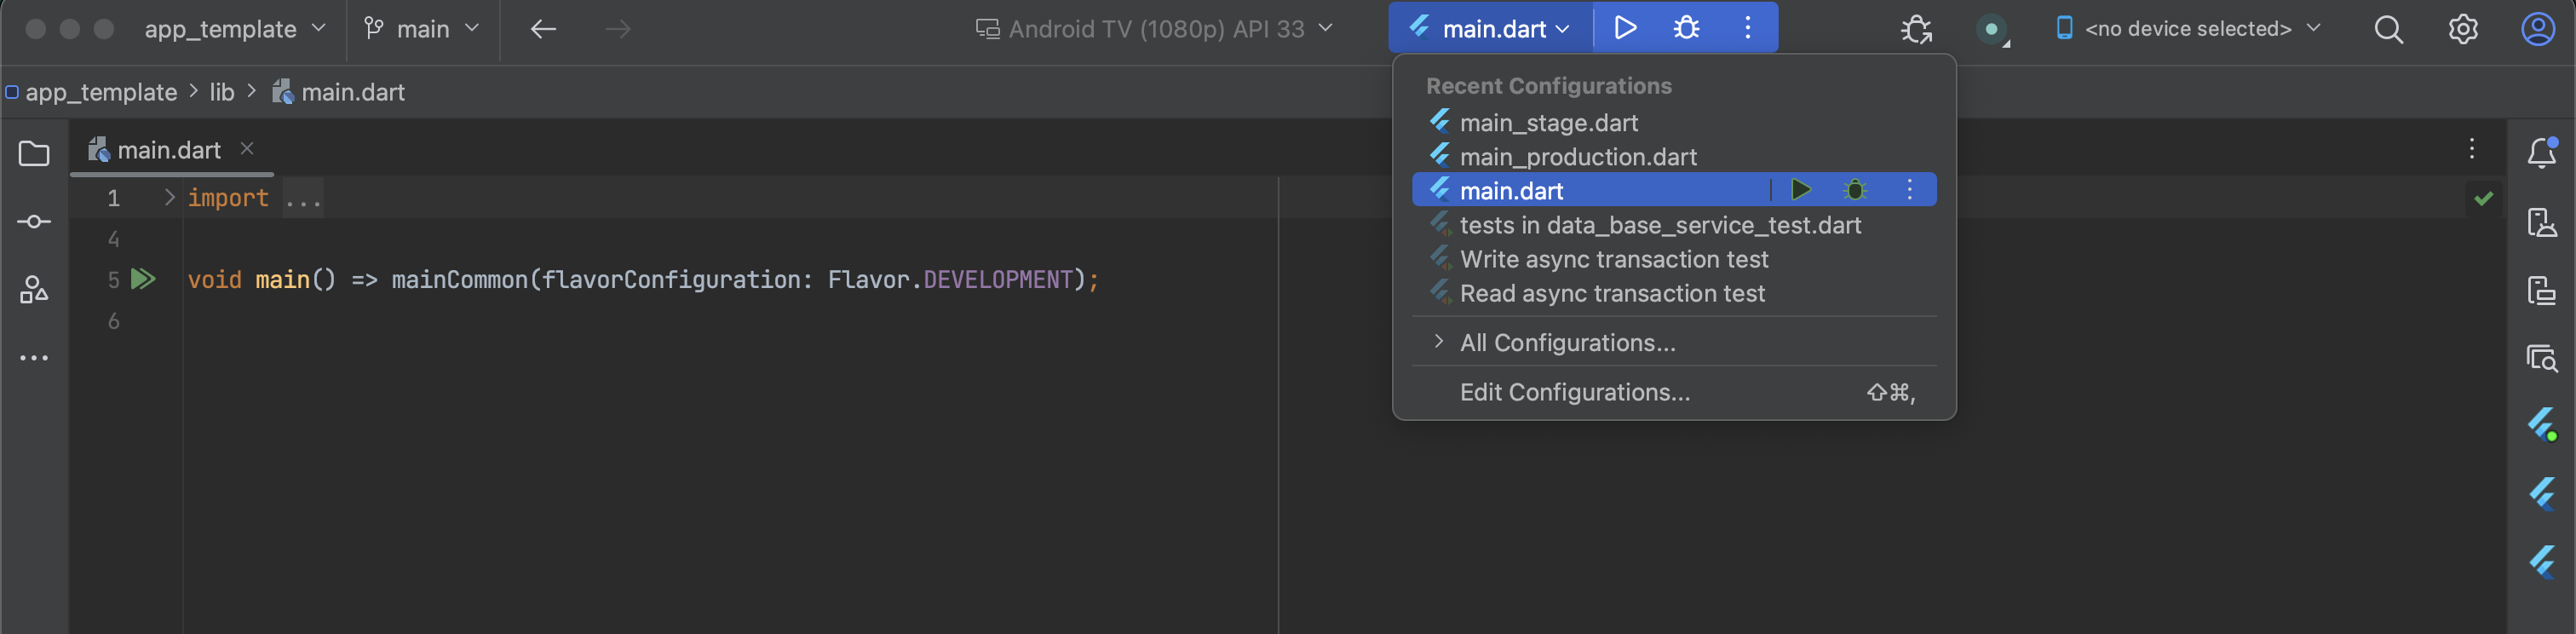 app_template
main
Android TV (1080p) API 33
main.dart
<no device selected>
app_template > lib > main.dart
main.dart
1 import ...
4
5 void main() => mainCommon(flavorConfiguration: Flavor.DEVELOPMENT);
6
Recent Configurations
main_stage.dart
main_production.dart
main.dart
tests in data_base_service_test.dart
Write async transaction test
Read async transaction test
All Configurations...
Edit Configurations... ⇧⌘,